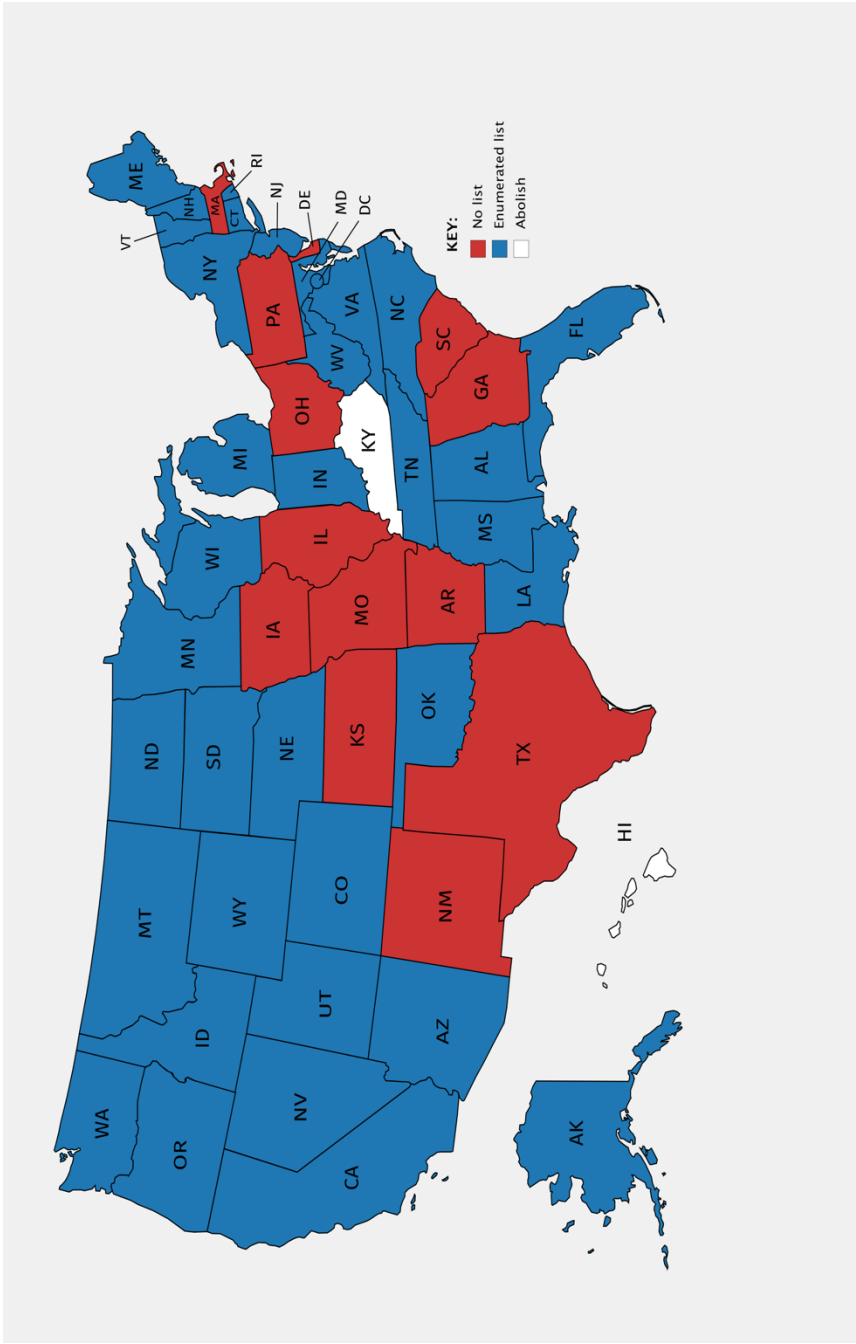 WA
OR
CA
NV
ID
MT
WY
UT
AZ
CO
NM
ND
SD
NE
KS
OK
TX
MN
IA
MO
AR
LA
WI
IL
MI
IN
OH
KY
TN
MS
AL
GA
FL
SC
NC
VA
WV
PA
NY
VT
NH
ME
MA
CT
RI
NJ
DE
MD
DC
AK
HI
KEY:
No list
Enumerated list
Abolish